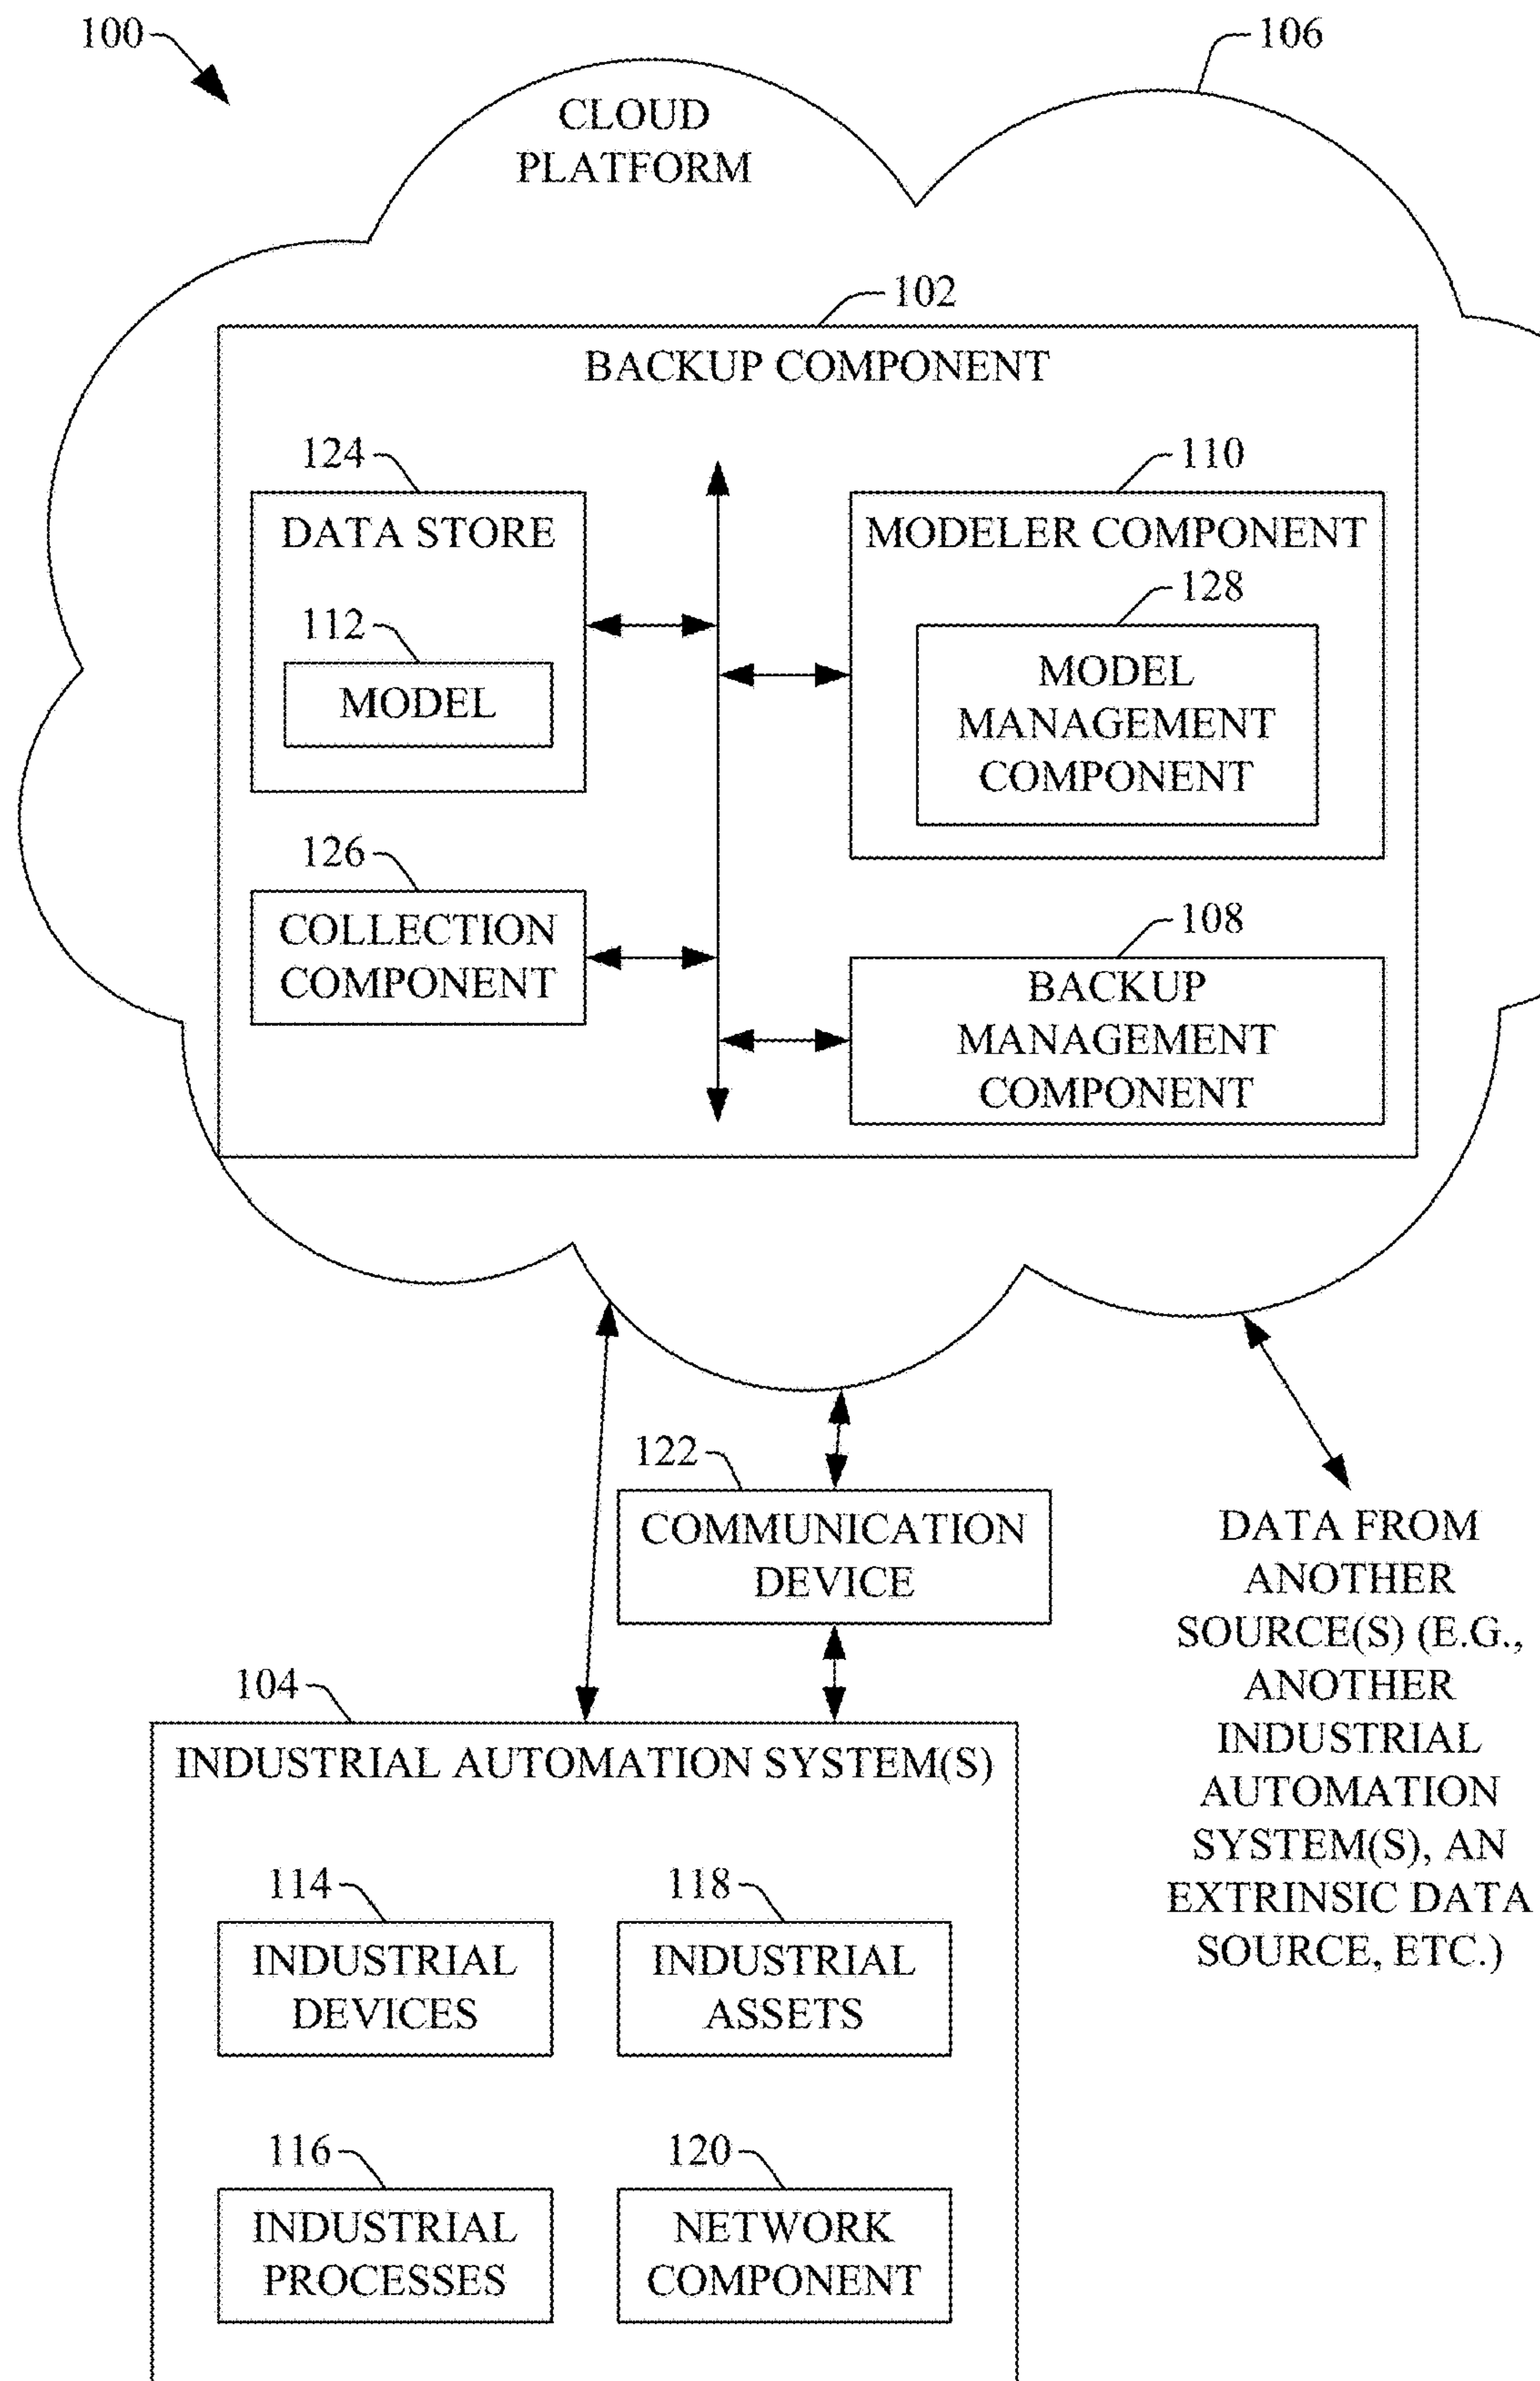 100
106
CLOUD
PLATFORM
102
BACKUP COMPONENT
124
DATA STORE
112
MODEL
110
MODELER COMPONENT
128
MODEL
MANAGEMENT
COMPONENT
126
COLLECTION
COMPONENT
108
BACKUP
MANAGEMENT
COMPONENT
122
COMMUNICATION
DEVICE
DATA FROM
ANOTHER
SOURCE(S) (E.G.,
ANOTHER
INDUSTRIAL
AUTOMATION
SYSTEM(S), AN
EXTRINSIC DATA
SOURCE, ETC.)
104
INDUSTRIAL AUTOMATION SYSTEM(S)
114
INDUSTRIAL
DEVICES
118
INDUSTRIAL
ASSETS
116
INDUSTRIAL
PROCESSES
120
NETWORK
COMPONENT